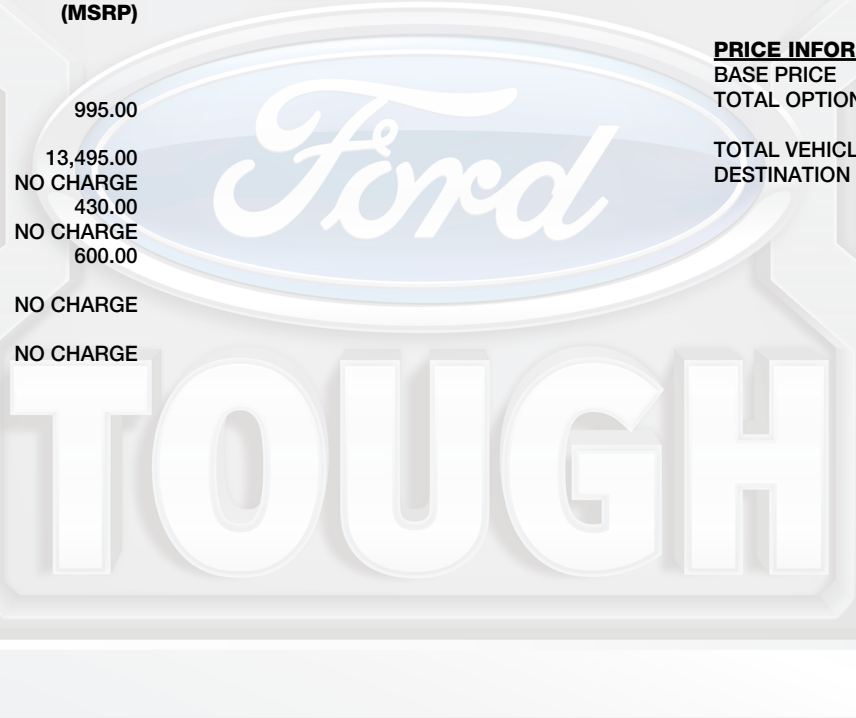 (MSRP)
995.00
13,495.00
NO CHARGE
430.00
NO CHARGE
600.00
NO CHARGE
NO CHARGE
PRICE INFOR
BASE PRICE
TOTAL OPTION
TOTAL VEHICL
DESTINATION
Ford
TOUGH